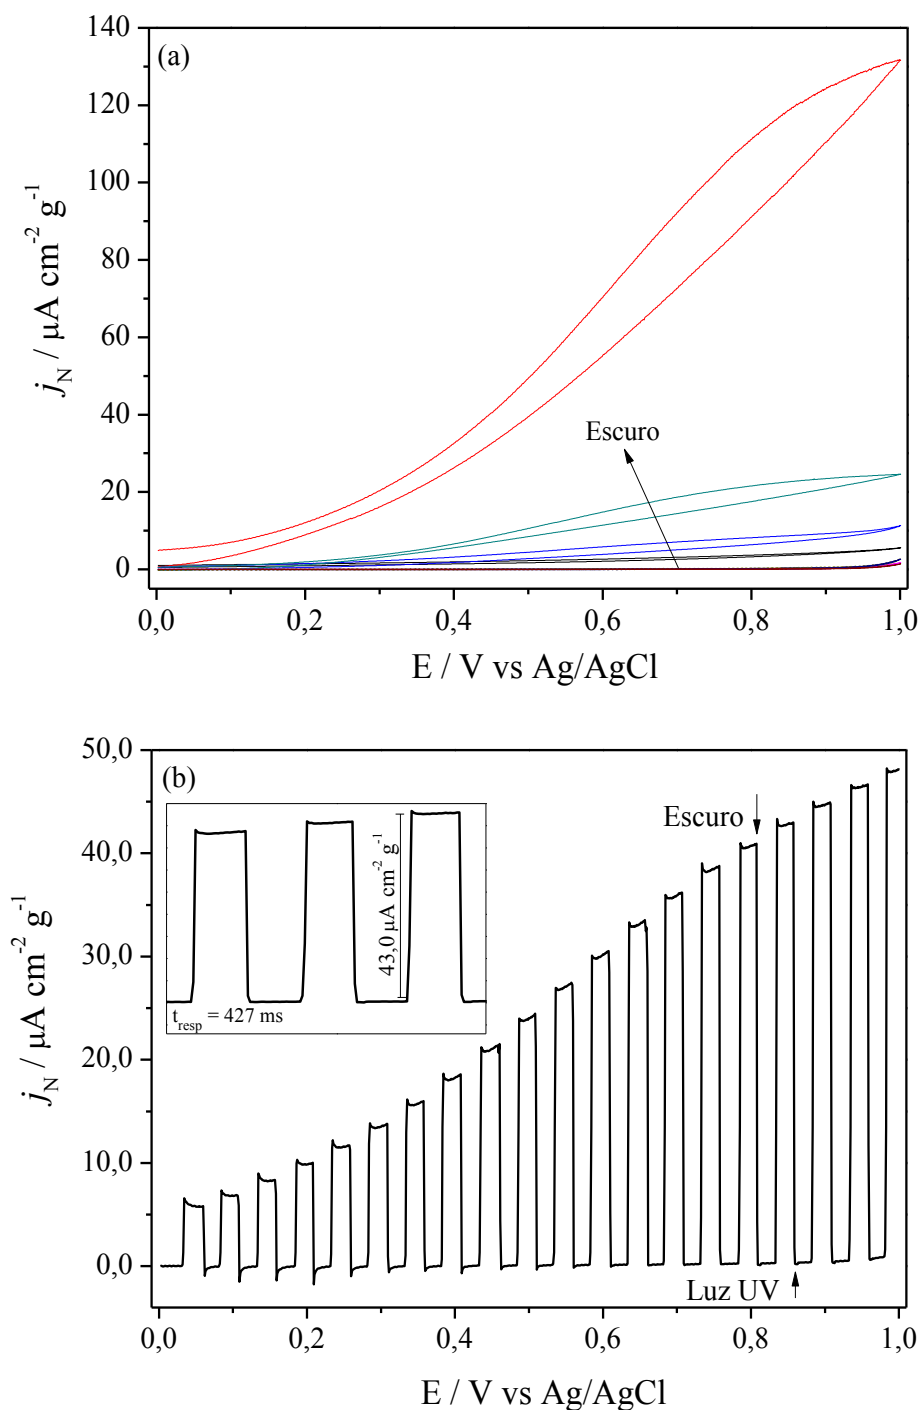 (a)
140
120
100
80
60
40
20
0
j_N / µA cm⁻² g⁻¹
Escuro
0,0 0,2 0,4 0,6 0,8 1,0
E / V vs Ag/AgCl
(b)
50,0
40,0
30,0
20,0
10,0
0,0
j_N / µA cm⁻² g⁻¹
43,0 µA cm⁻² g⁻¹
t_resp = 427 ms
Escuro
Luz UV
0,0 0,2 0,4 0,6 0,8 1,0
E / V vs Ag/AgCl